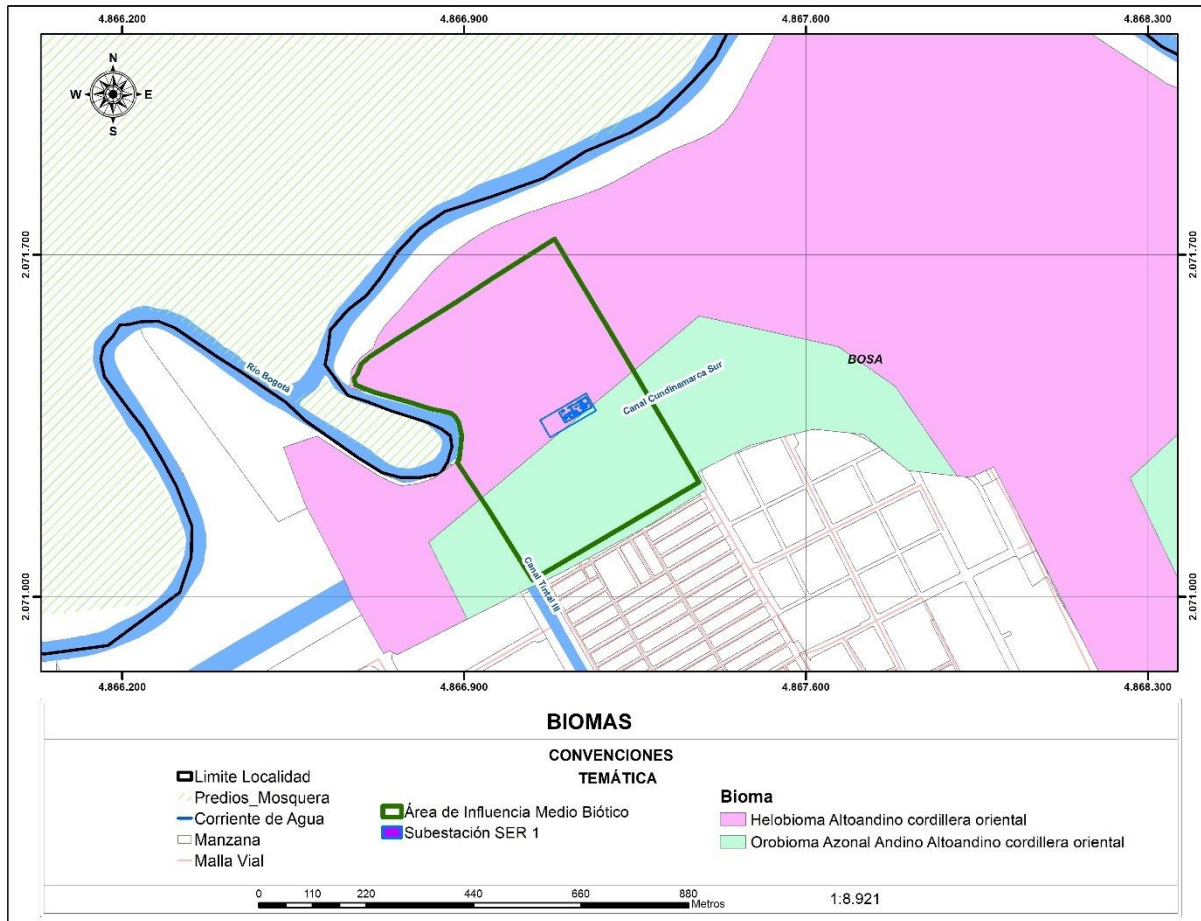 4.866.200 4.866.900 4.867.600 4.868.300
N
W E
S
2.071.700 2.071.700
BOSA
Río Bogotá
Canal Cundinamarca Sur
Canal Tintal III
2.071.000 2.071.000
4.866.200 4.866.900 4.867.600 4.868.300
BIOMAS
CONVENCIONES
TEMÁTICA
Limite Localidad
Predios_Mosquera
Corriente de Agua
Manzana
Malla Vial
Área de Influencia Medio Biótico
Subestación SER 1
Bioma
Helobioma Altoandino cordillera oriental
Orobioma Azonal Andino Altoandino cordillera oriental
0 110 220 440 660 880
Metros
1:8.921